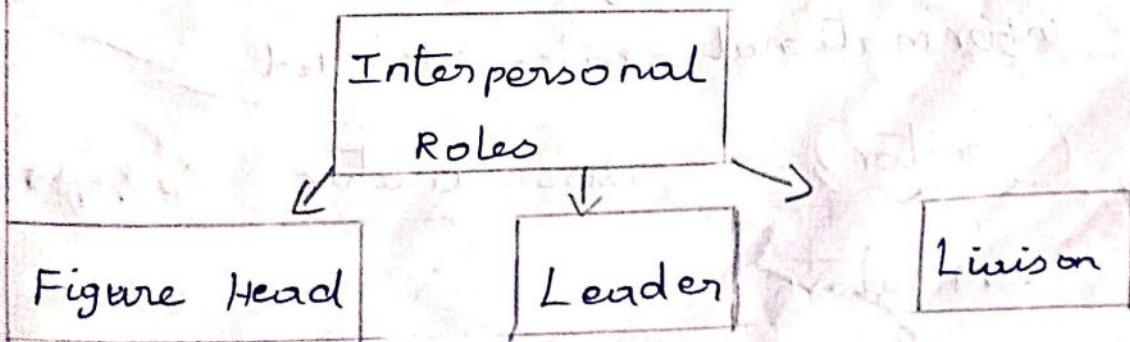 Interpersonal
Roles
Figure Head
Leader
Liaison